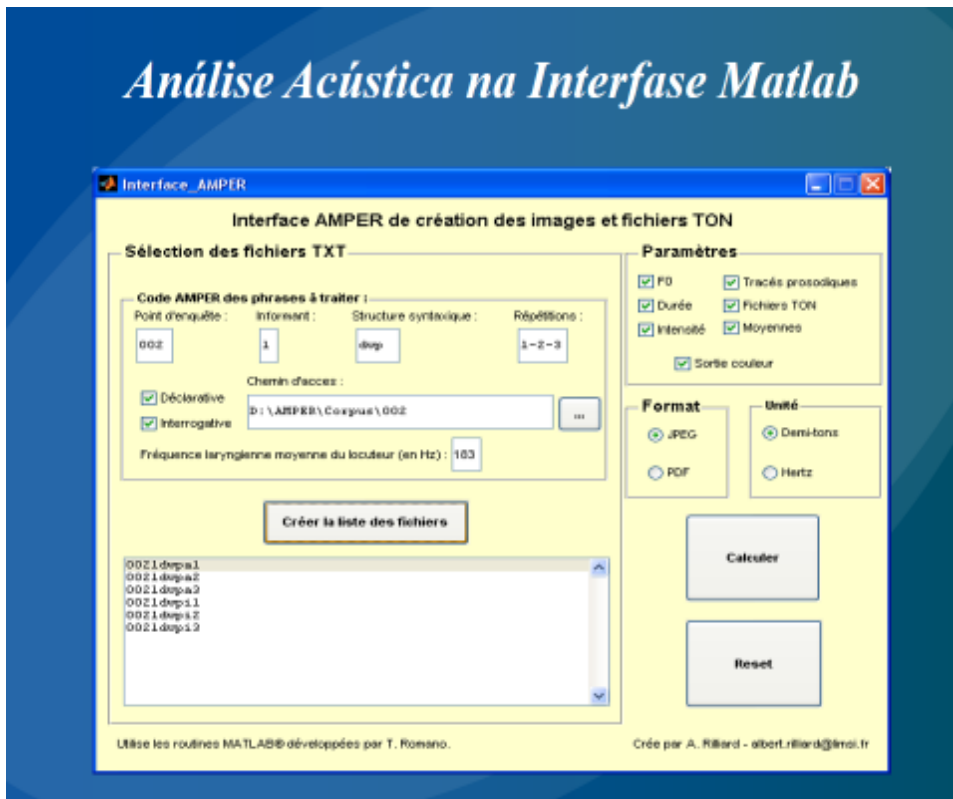 Análise Acústica na Interfase Matlab
Interface_AMPER
Interface AMPER de création des images et fichiers TON
Sélection des fichiers TXT
Code AMPER des phrases à traiter :
Point d'enquête :
Informant :
Structure syntaxique :
Répétitions :
002
1
dwp
1-2-3
Déclarative
Interrogative
Chemin d'acces :
D:\AMPER\Corpus\002
...
Fréquence laryngienne moyenne du locuteur (en Hz) : 183
Créer la liste des fichiers
0021dwpa1
0021dwpa2
0021dwpa3
0021dwpi1
0021dwpi2
0021dwpi3
Paramètres
F0
Tracés prosodiques
Durée
Fichiers TON
Intensité
Moyennes
Sortie couleur
Format
JPEG
PDF
Unité
Demi-tons
Hertz
Calculer
Reset
Utilise les routines MATLAB® développées par T. Romano.
Crée par A. Rilliard - albert.rilliard@limsi.fr